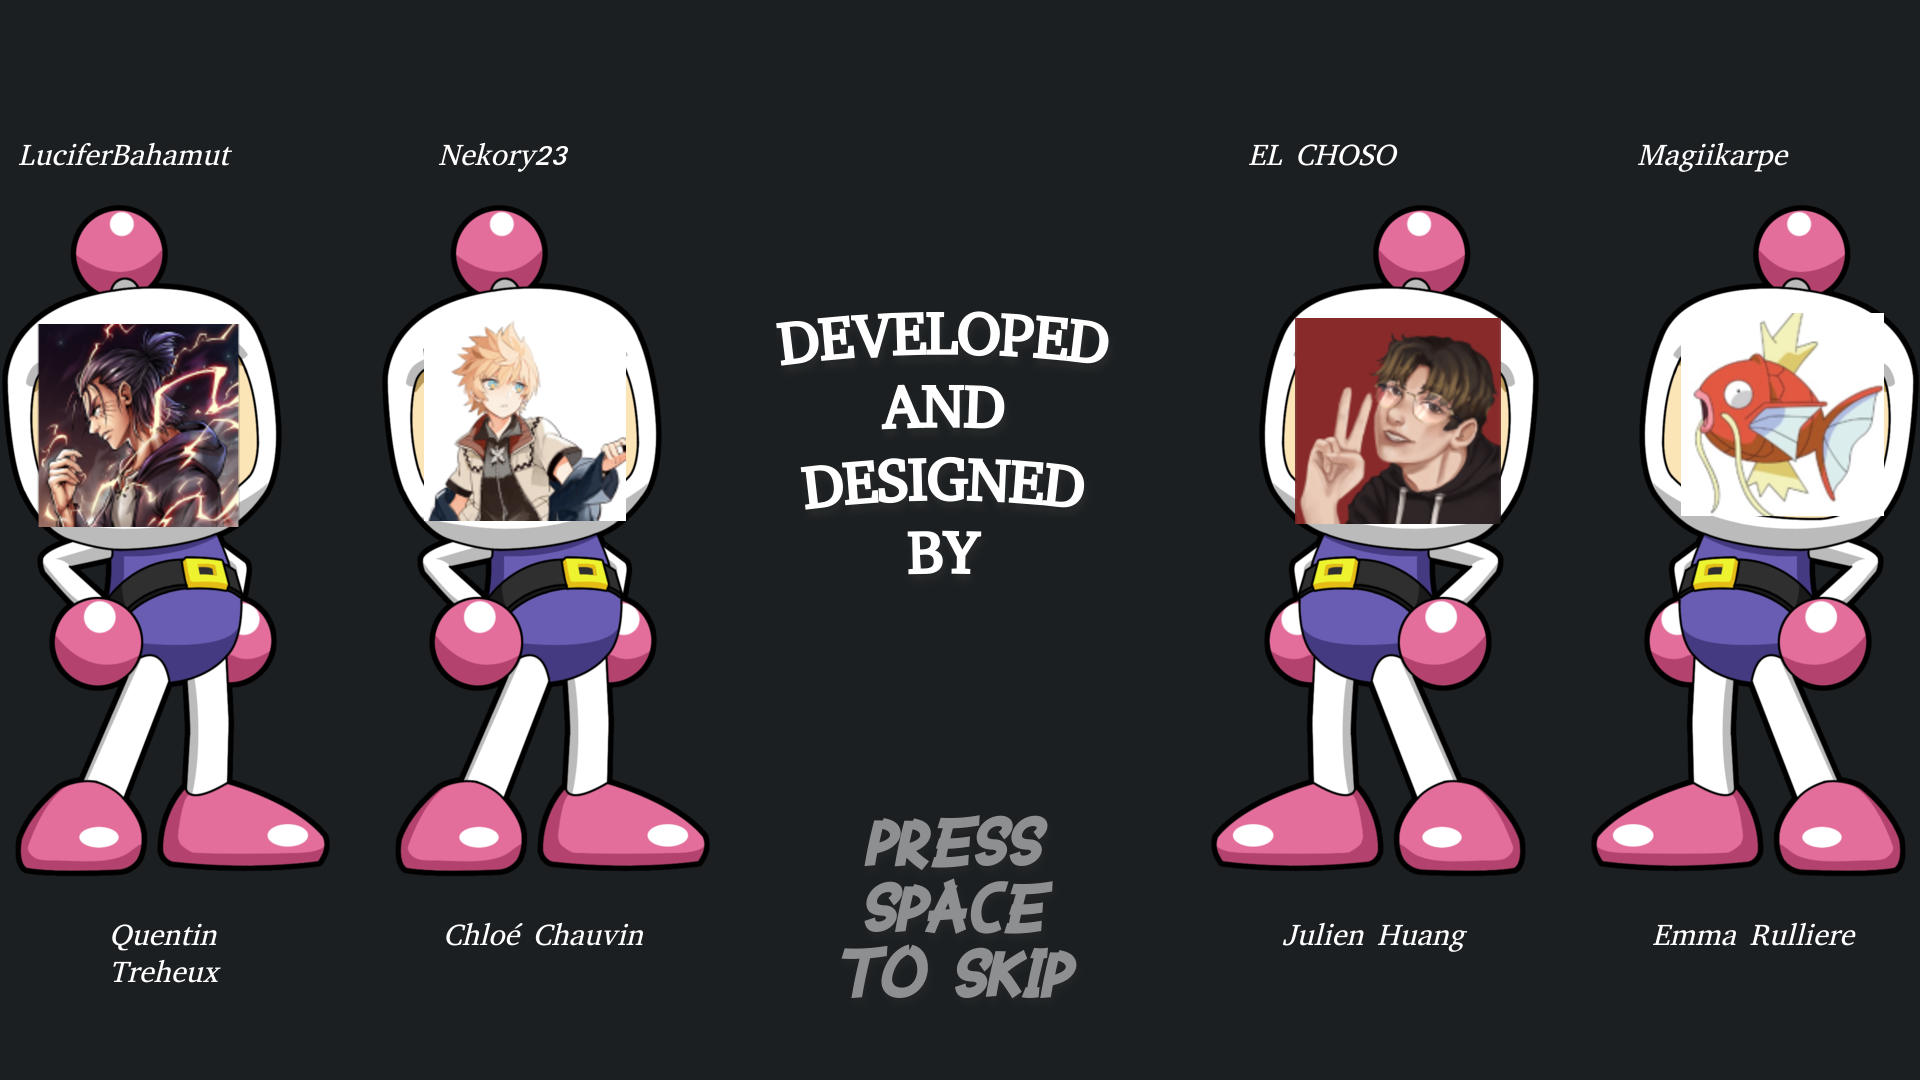 LuciferBahamut
Nekory23
EL CHOSO
Magiikarpe
DEVELOPED
AND
DESIGNED
BY
PRESS
SPACE
TO SKIP
Quentin
Treheux
Chloé Chauvin
Julien Huang
Emma Rulliere